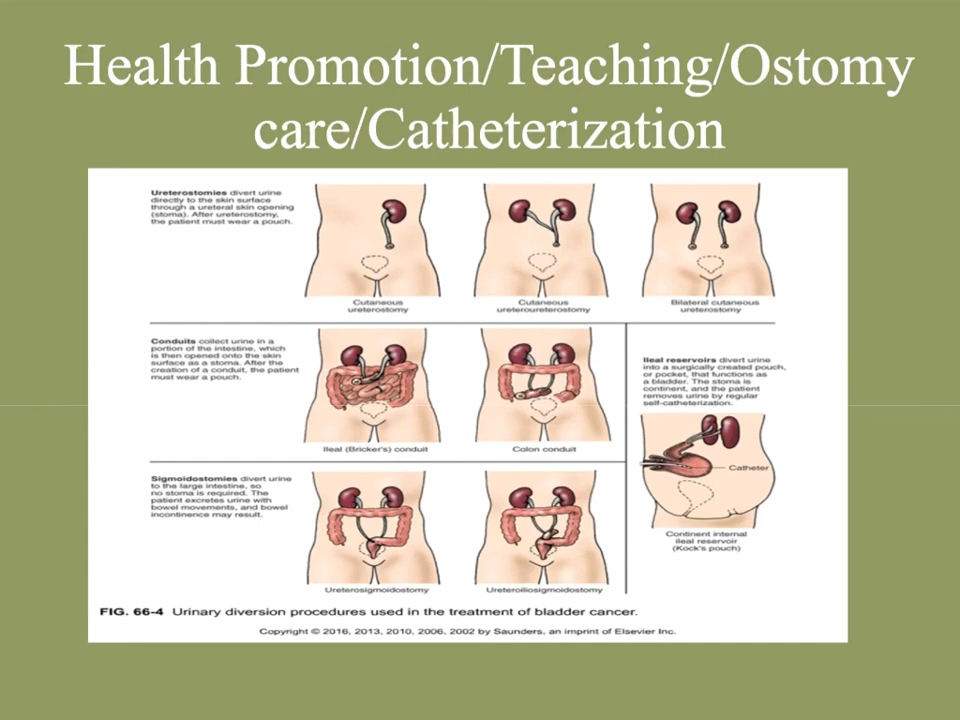 Health Promotion/Teaching/Ostomy
care/Catheterization
Ureterostomies divert urine
directly to the skin surface
through a ureteral skin opening
(stoma). After ureterostomy,
the patient must wear a pouch.
Cutaneous
ureterostomy
Cutaneous
ureteroureterostomy
Bilateral cutaneous
ureterostomy
Conduits collect urine in a
portion of the intestine, which
is then opened onto the skin
surface as a stoma. After the
creation of a conduit, the patient
must wear a pouch.
Ileal (Bricker's) conduit
Colon conduit
Ileal reservoirs divert urine
into a surgically created pouch,
or pocket, that functions as
a bladder. The stoma is
continent, and the patient
removes urine by regular
self-catheterization.
Catheter
Continent internal
ileal reservoir
(Kock's pouch)
Sigmoidostomies divert urine
to the large intestine, so
no stoma is required. The
patient excretes urine with
bowel movements, and bowel
incontinence may result.
Ureterosigmoidostomy
Ureteroiliosigmoidostomy
FIG. 66-4 Urinary diversion procedures used in the treatment of bladder cancer.
Copyright © 2016, 2013, 2010, 2006, 2002 by Saunders, an imprint of Elsevier Inc.